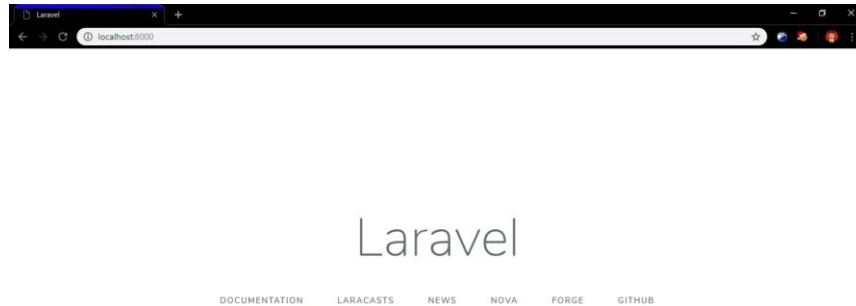 Laravel
localhost:8000
Laravel
DOCUMENTATION LARACASTS NEWS NOVA FORGE GITHUB